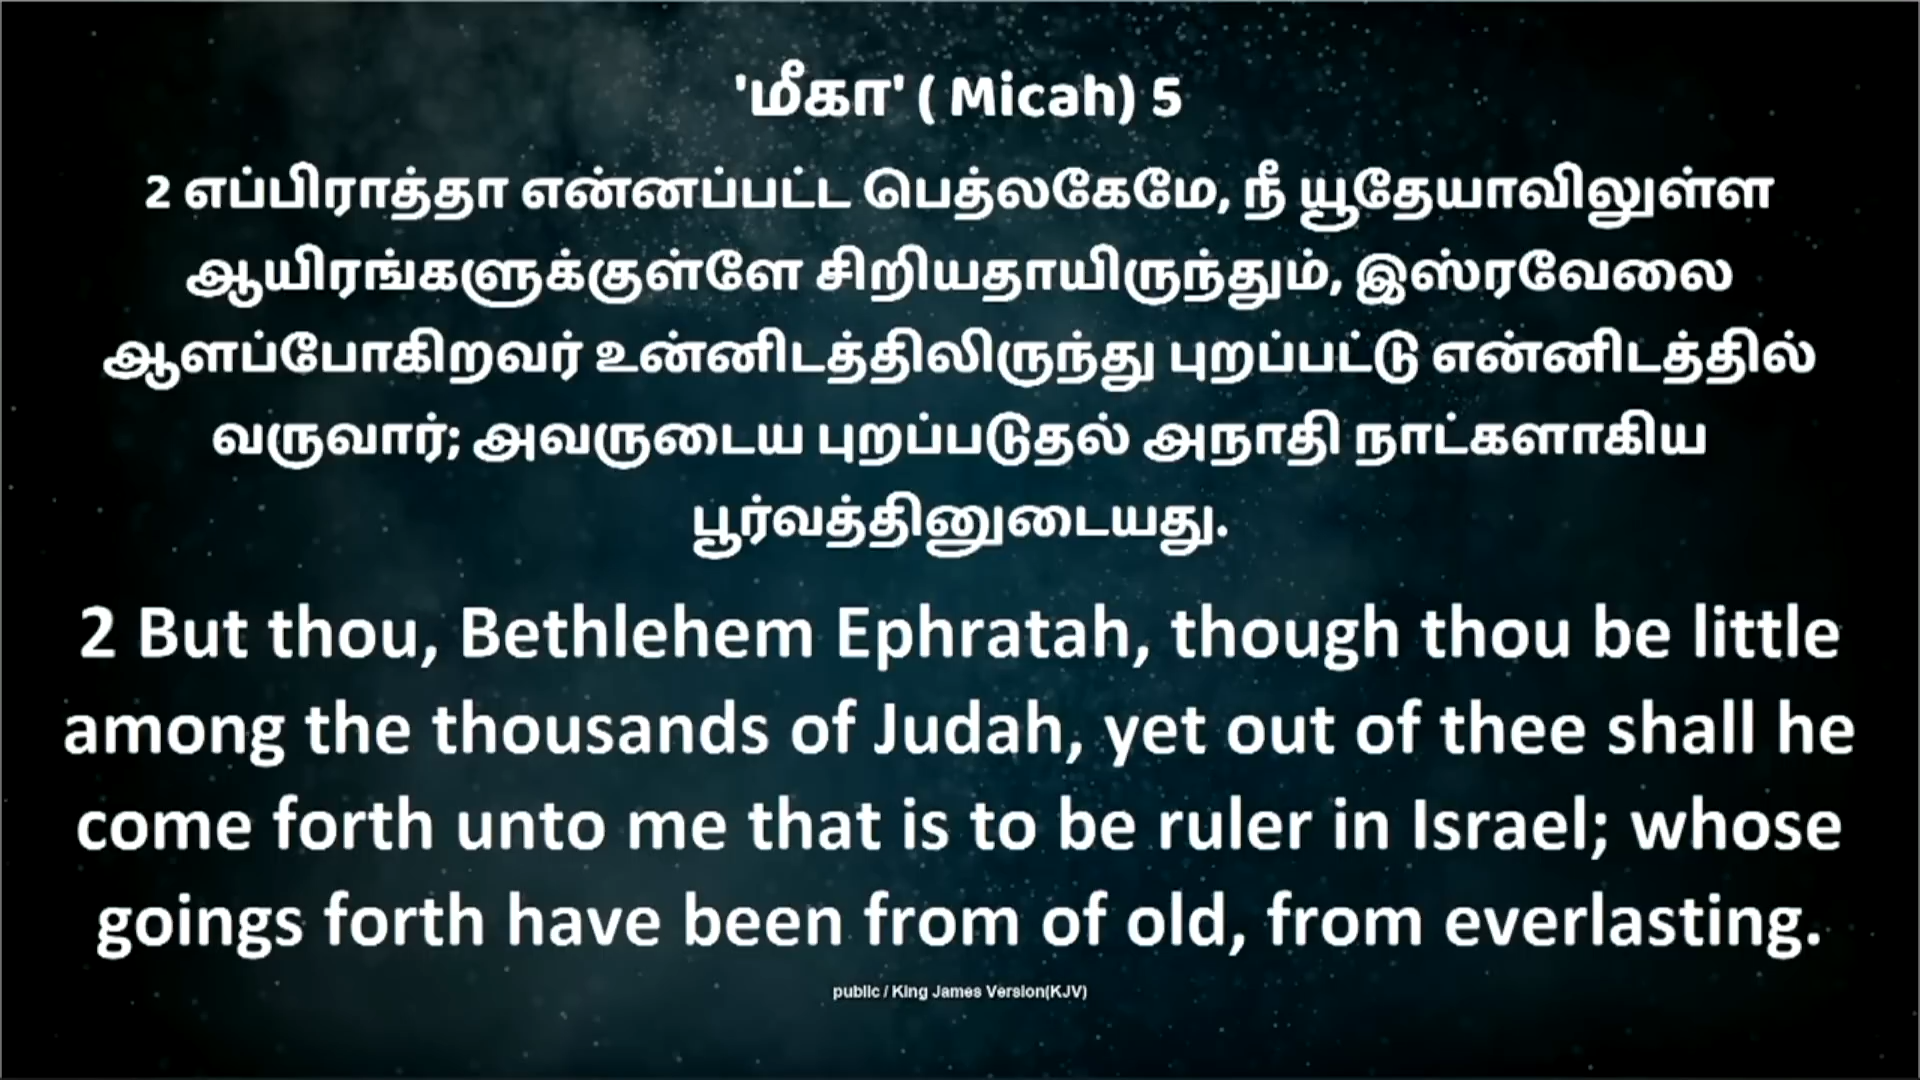 'மீகா' ( Micah) 5
2 எப்பிராத்தா என்னப்பட்ட பெத்லகேமே, நீ யூதேயாவிலுள்ள
ஆயிரங்களுக்குள்ளே சிறியதாயிருந்தும், இஸ்ரவேலை
ஆளப்போகிறவர் உன்னிடத்திலிருந்து புறப்பட்டு என்னிடத்தில்
வருவார்; அவருடைய புறப்படுதல் அநாதி நாட்களாகிய
பூர்வத்தினுடையது.
2 But thou, Bethlehem Ephratah, though thou be little
among the thousands of Judah, yet out of thee shall he
come forth unto me that is to be ruler in Israel; whose
goings forth have been from of old, from everlasting.
public / King James Version(KJV)